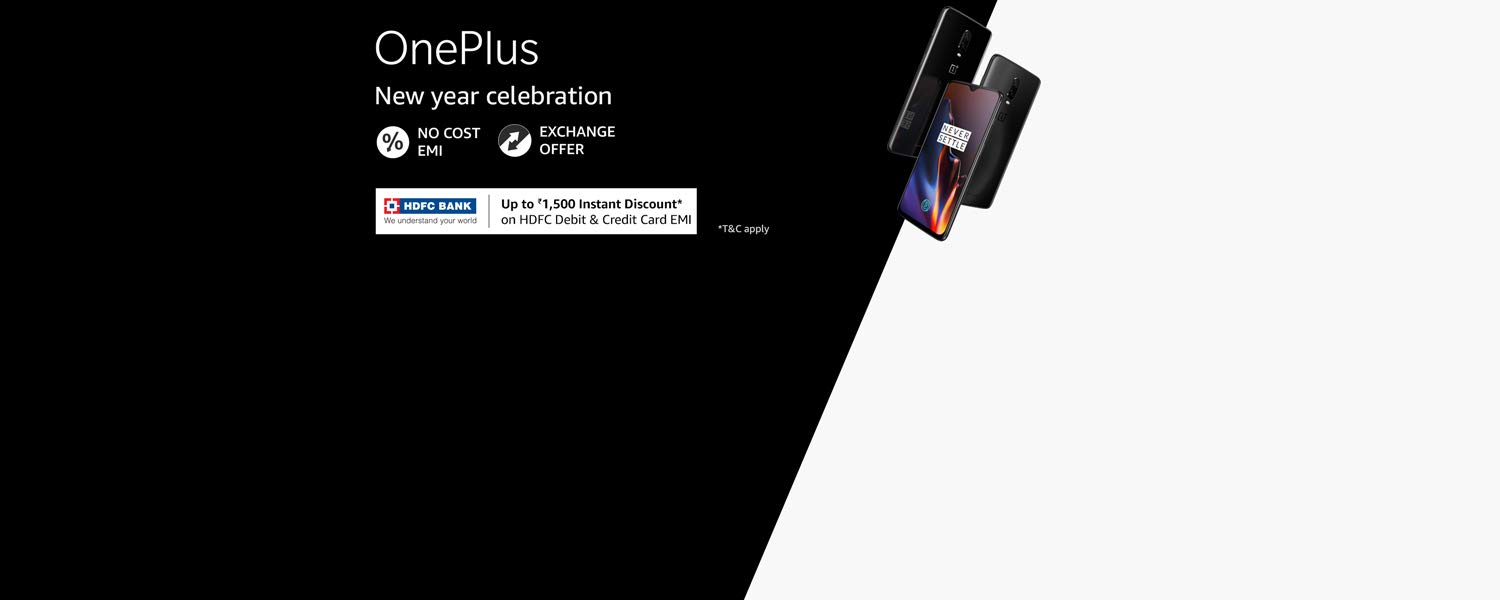 OnePlus
New year celebration
NO COST
EMI
EXCHANGE
OFFER
HDFC BANK
We understand your world
Up to ₹1,500 Instant Discount*
on HDFC Debit & Credit Card EMI
*T&C apply
NEVER
SETTLE